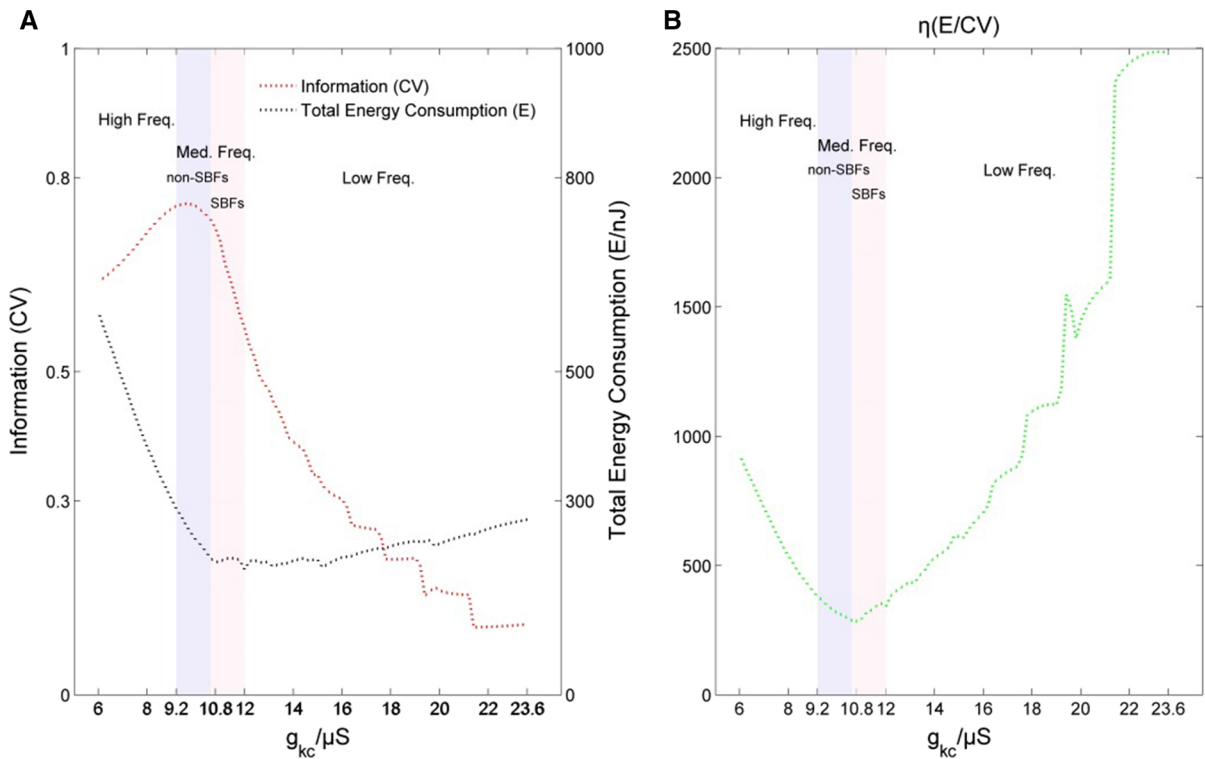 A
1
0.8
0.5
0.3
0
Information (CV)
1000
800
500
300
0
Total Energy Consumption (E/nJ)
Information (CV)
Total Energy Consumption (E)
High Freq.
Med. Freq.
non-SBFs
SBFs
Low Freq.
6 8 9.2 10.8 12 14 16 18 20 22 23.6
g_kc/μS
B
η(E/CV)
2500
2000
1500
1000
500
0
High Freq.
Med. Freq.
non-SBFs
SBFs
Low Freq.
6 8 9.2 10.8 12 14 16 18 20 22 23.6
g_kc/μS